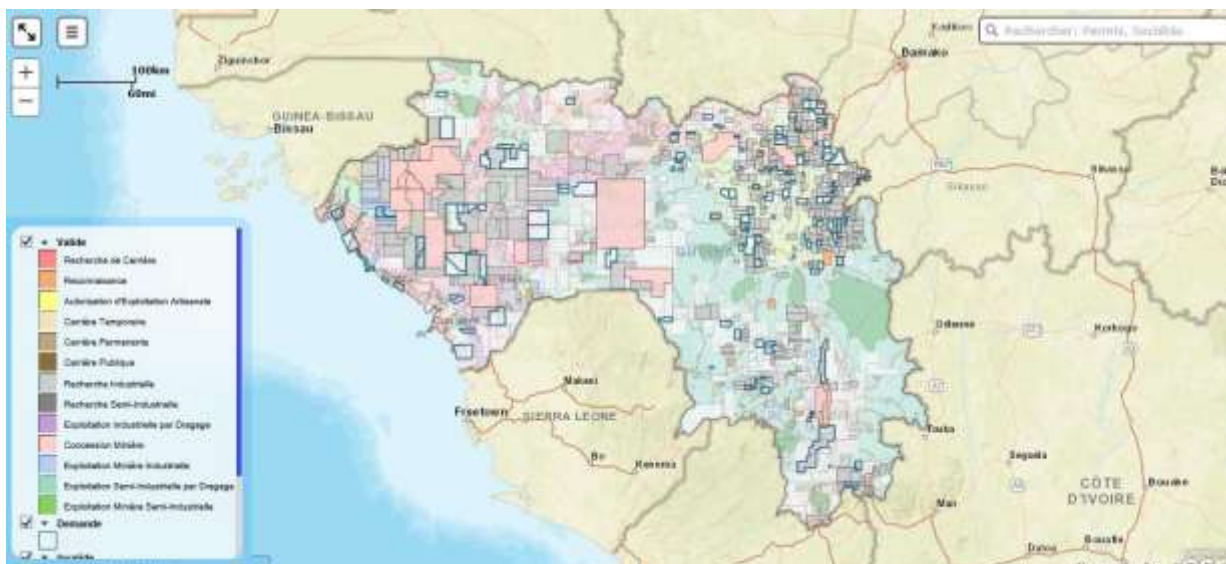 Rechercher: Permis, Sociétés
100km
60mi
Ziguinchor
Bamako
GUINEA-BISSAU
Bissau
Sikasso
Valide
Recherche de Carrière
Reconnaissance
Autorisation d'Exploitation Artisanale
Carrière Temporaire
Carrière Permanente
Carrière Publique
Recherche Industrielle
Recherche Semi-Industrielle
Exploitation Industrielle par Dragage
Concession Minière
Exploitation Minière Industrielle
Exploitation Semi-Industrielle par Dragage
Exploitation Minière Semi-Industrielle
Demande
Odienne
Korhogo
Makeni
Freetown
SIERRA LEONE
Bo
Kenema
Touba
Seguela
Man
CÔTE
D'IVOIRE
Bouake
Daloa
Bouafle